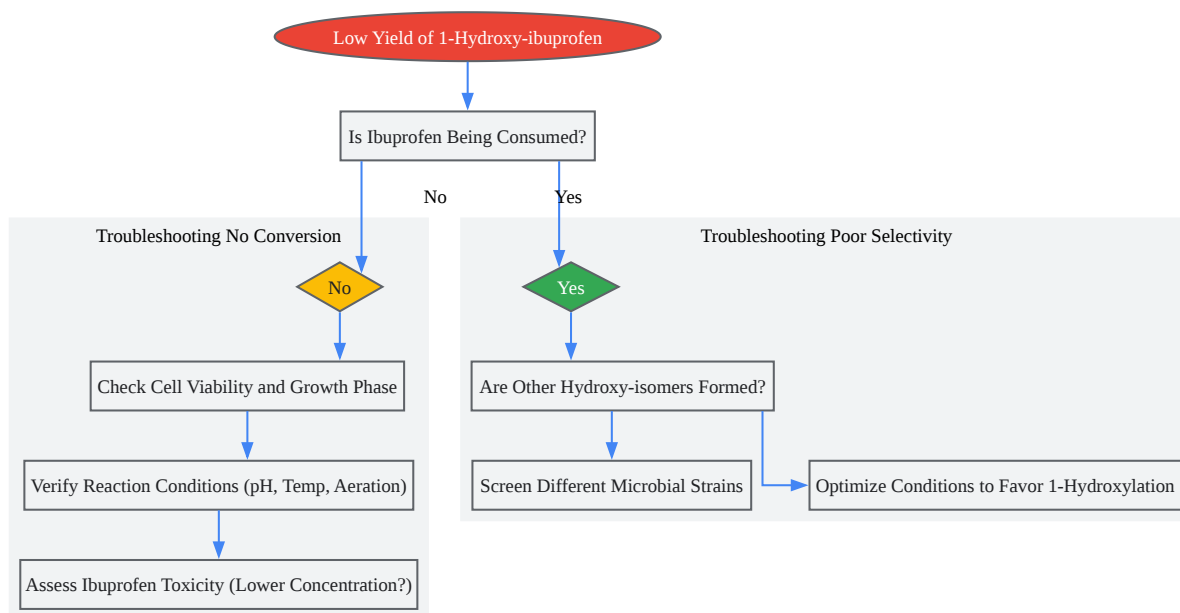 Low Yield of 1-Hydroxy-ibuprofen
Is Ibuprofen Being Consumed?
No
Yes
Troubleshooting No Conversion
Troubleshooting Poor Selectivity
No
Yes
Check Cell Viability and Growth Phase
Are Other Hydroxy-isomers Formed?
Verify Reaction Conditions (pH, Temp, Aeration)
Screen Different Microbial Strains
Optimize Conditions to Favor 1-Hydroxylation
Assess Ibuprofen Toxicity (Lower Concentration?)